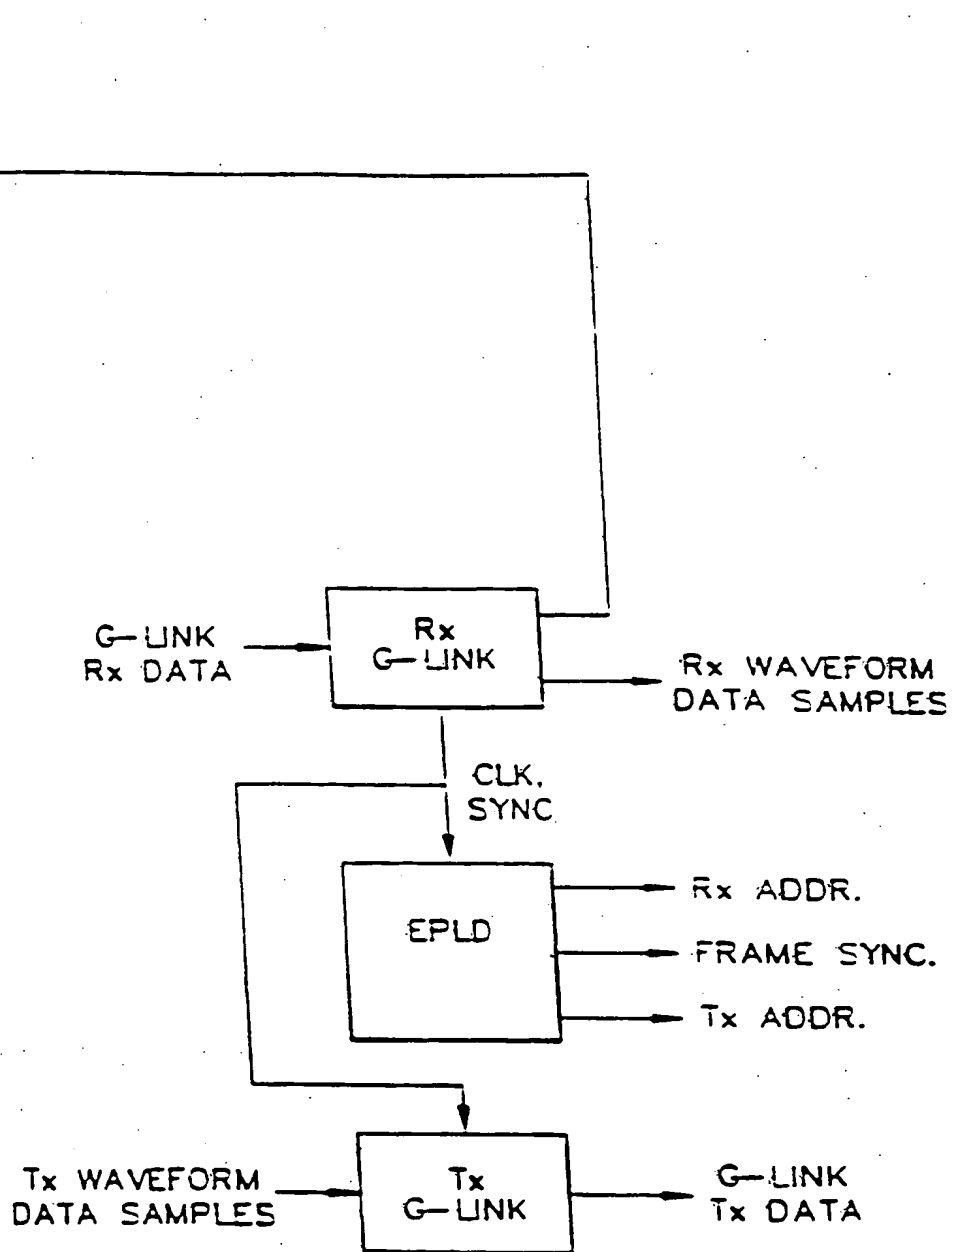 G-LINK
Rx DATA
Rx
G-LINK
Rx WAVEFORM
DATA SAMPLES
CLK.
SYNC
EPLD
Rx ADDR.
FRAME SYNC.
Tx ADDR.
Tx WAVEFORM
DATA SAMPLES
Tx
G-LINK
G-LINK
Tx DATA